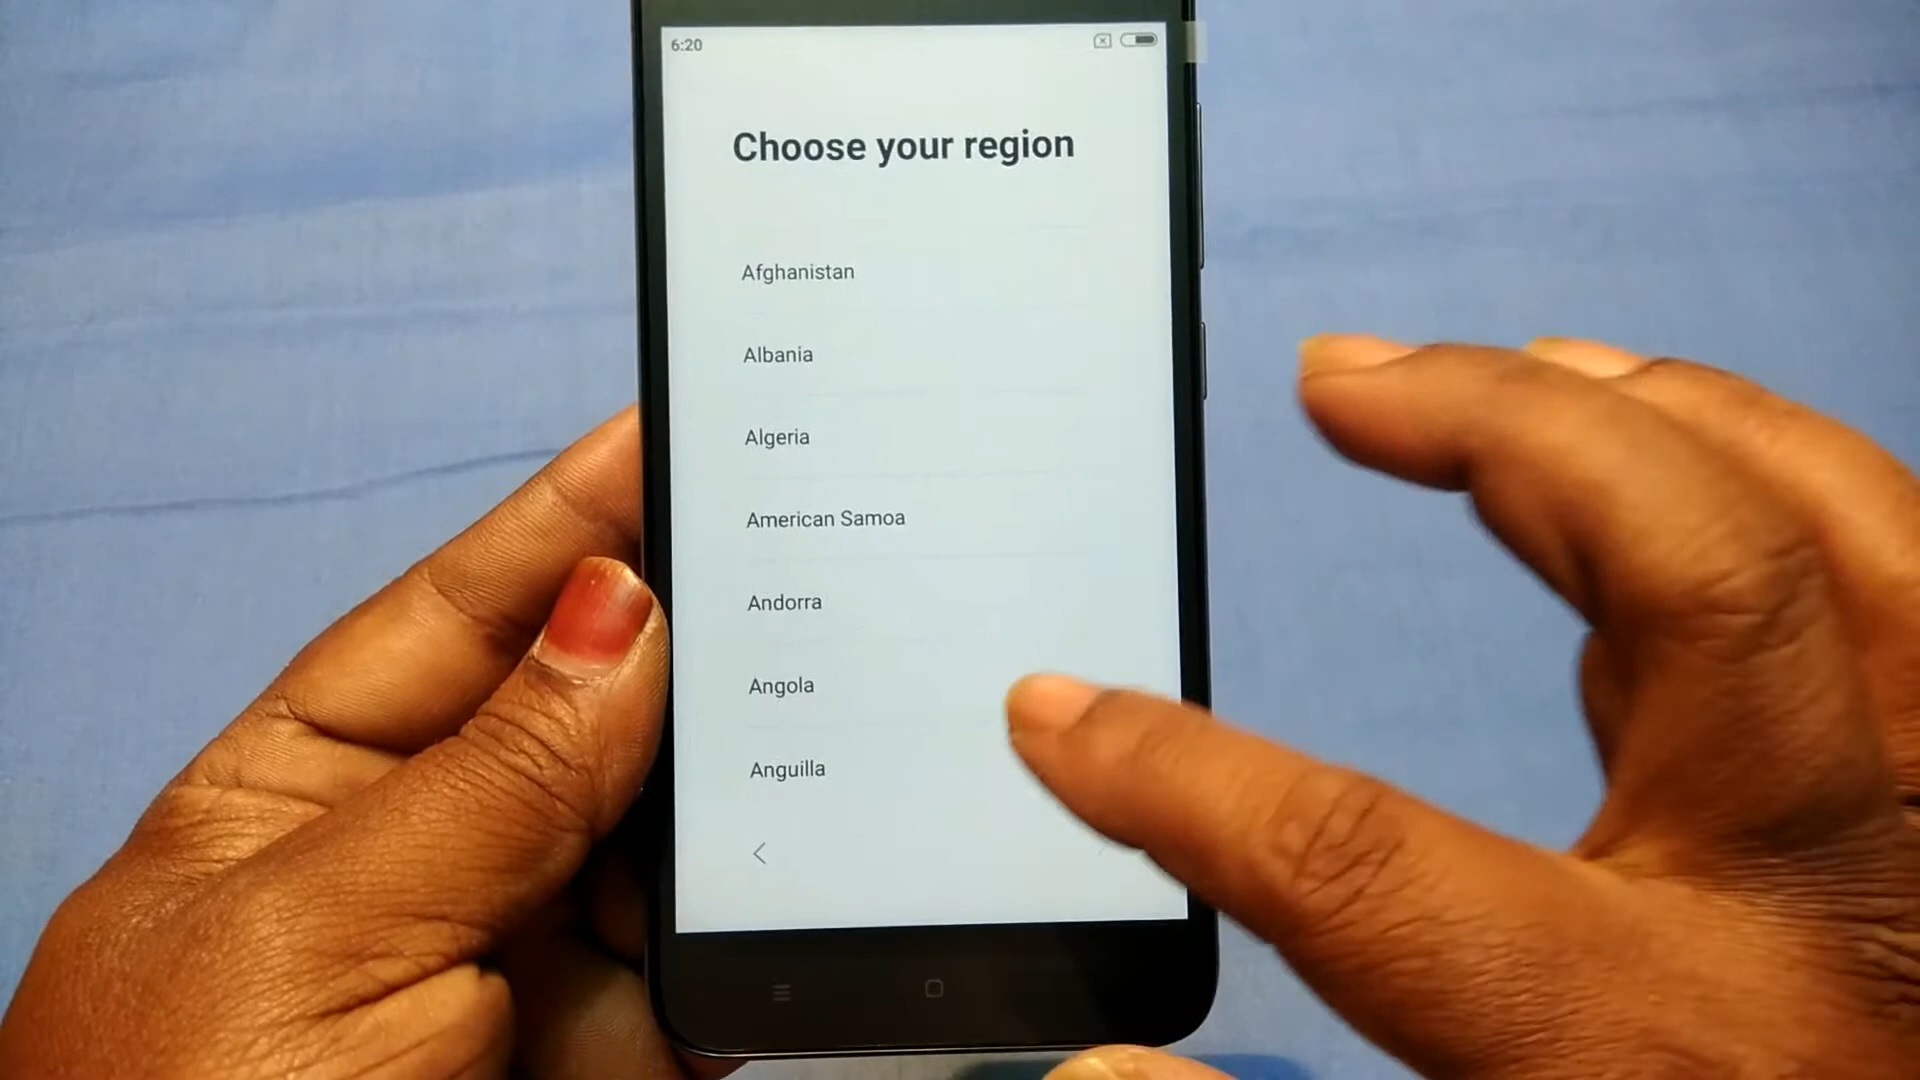 6:20
Choose your region
Afghanistan
Albania
Algeria
American Samoa
Andorra
Angola
Anguilla